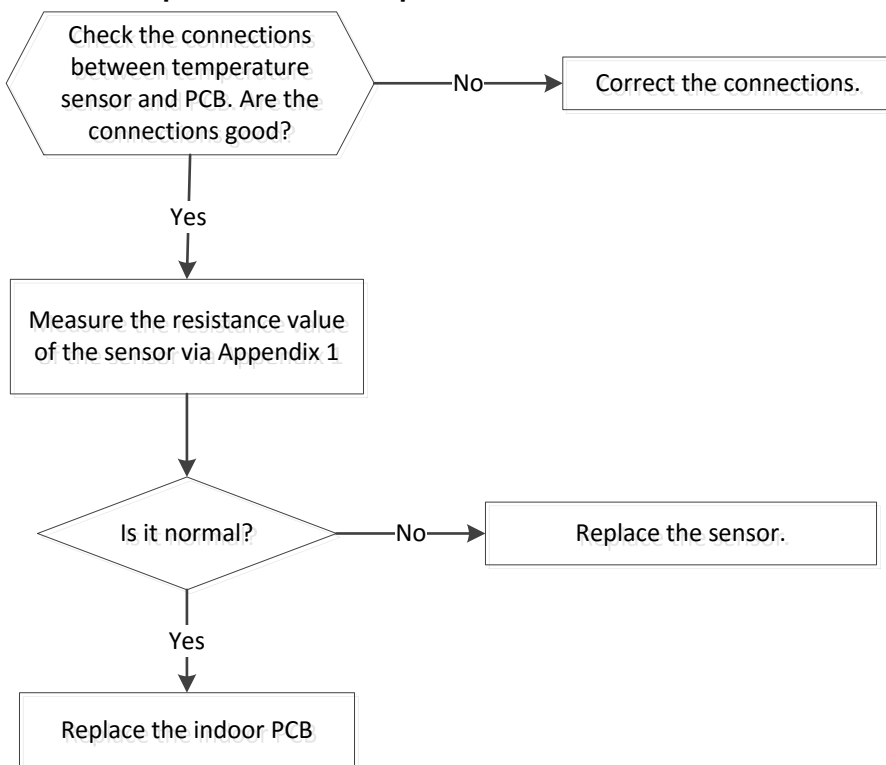 Check the connections
between temperature
sensor and PCB. Are the
connections good?
No
Correct the connections.
Yes
Measure the resistance value
of the sensor via Appendix 1
Is it normal?
No
Replace the sensor.
Yes
Replace the indoor PCB